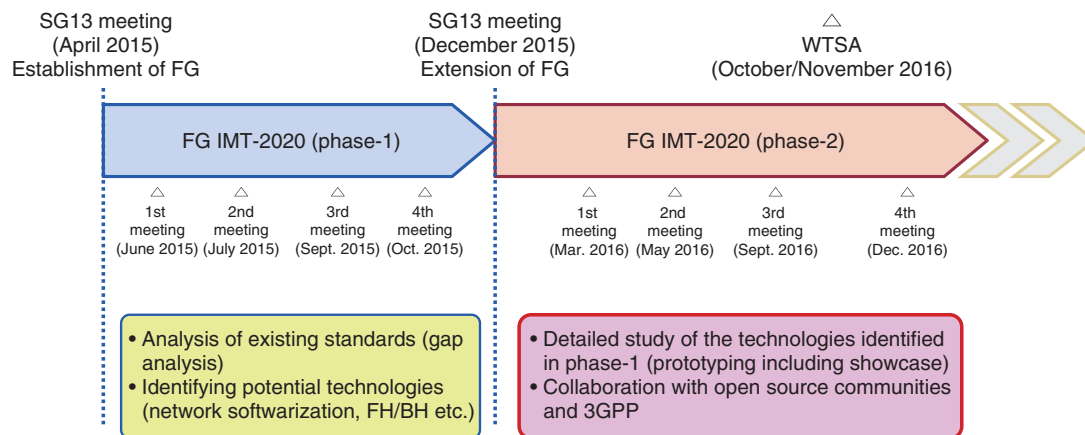 SG13 meeting
(April 2015)
Establishment of FG
SG13 meeting
(December 2015)
Extension of FG
WTSA
(October/November 2016)
FG IMT-2020 (phase-1)
FG IMT-2020 (phase-2)
1st
meeting
(June 2015)
2nd
meeting
(July 2015)
3rd
meeting
(Sept. 2015)
4th
meeting
(Oct. 2015)
1st
meeting
(Mar. 2016)
2nd
meeting
(May 2016)
3rd
meeting
(Sept. 2016)
4th
meeting
(Dec. 2016)
• Analysis of existing standards (gap
analysis)
• Identifying potential technologies
(network softwarization, FH/BH etc.)
• Detailed study of the technologies identified
in phase-1 (prototyping including showcase)
• Collaboration with open source communities
and 3GPP